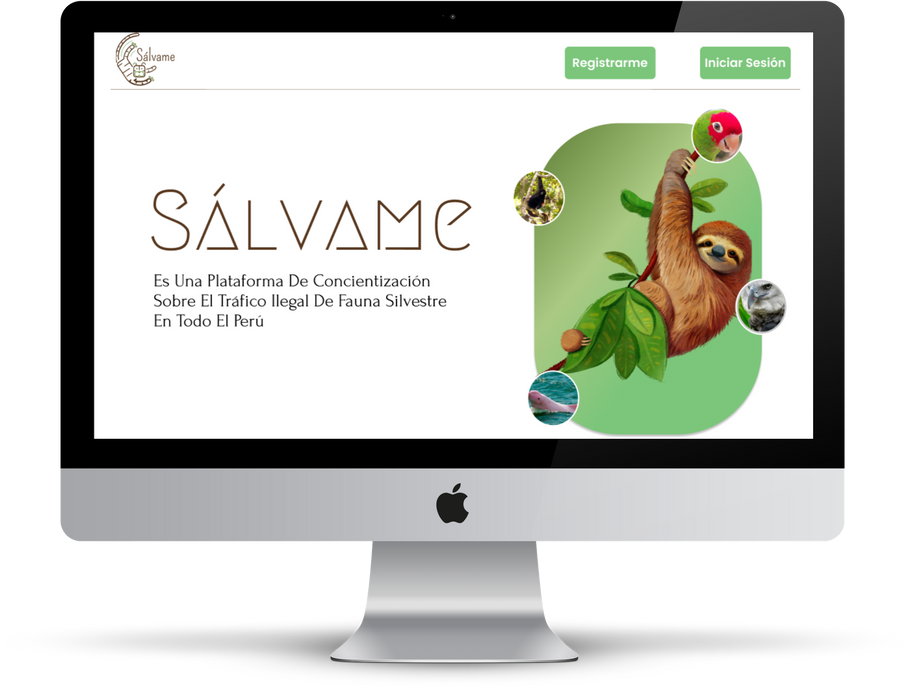 Sálvame
Registrarme
Iniciar Sesión
SÁLVAMe
Es Una Plataforma De Concientización
Sobre El Tráfico Ilegal De Fauna Silvestre
En Todo El Perú